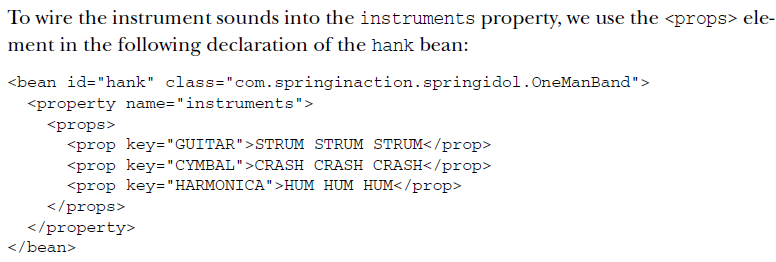 To wire the instrument sounds into the instruments property, we use the <props> ele-
ment in the following declaration of the hank bean:
<bean id="hank" class="com.springinaction.springidol.OneManBand">
<property name="instruments">
<props>
<prop key="GUITAR">STRUM STRUM STRUM</prop>
<prop key="CYMBAL">CRASH CRASH CRASH</prop>
<prop key="HARMONICA">HUM HUM HUM</prop>
</props>
</property>
</bean>